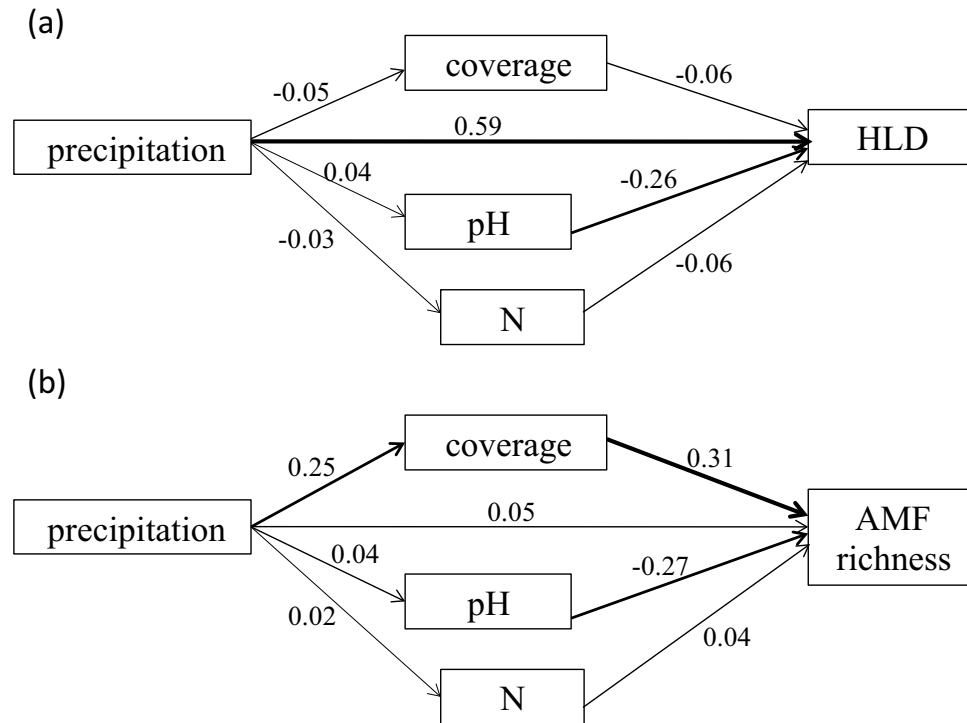 (a)
coverage
-0.05
-0.06
precipitation
0.59
HLD
0.04
-0.26
pH
-0.03
-0.06
N
(b)
coverage
0.25
0.31
precipitation
0.05
AMF
richness
0.04
-0.27
pH
0.02
0.04
N